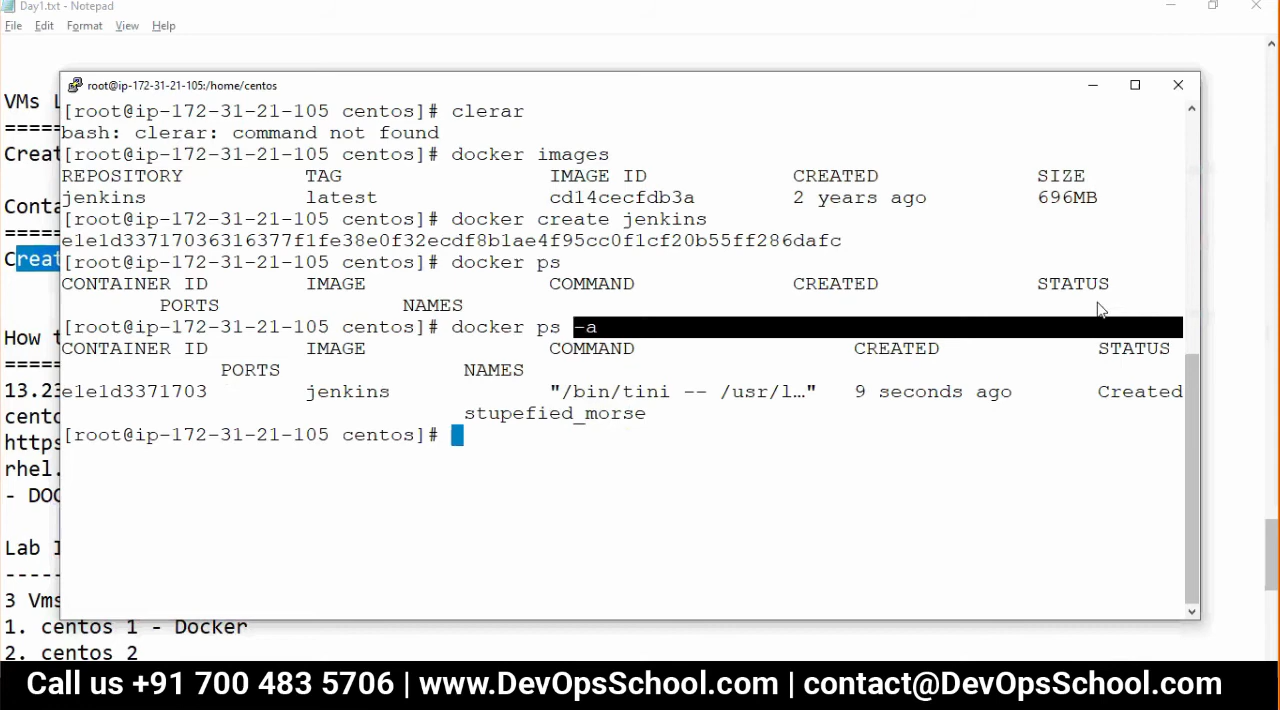 Day1.txt - Notepad
File Edit Format View Help
VMs L
=====
Creat
Conta
=====
Creat
How t
=====
13.23
cento
https
rhel.
- DOC
Lab I
----
3 Vms
1. centos 1 - Docker
2. centos 2
root@ip-172-31-21-105:/home/centos
[root@ip-172-31-21-105 centos]# clerar
bash: clerar: command not found
[root@ip-172-31-21-105 centos]# docker images
REPOSITORY TAG IMAGE ID CREATED SIZE
jenkins latest cd14cecfdb3a 2 years ago 696MB
[root@ip-172-31-21-105 centos]# docker create jenkins
e1e1d33717036316377f1fe38e0f32ecdf8b1ae4f95cc0f1cf20b55ff286dafc
[root@ip-172-31-21-105 centos]# docker ps
CONTAINER ID IMAGE COMMAND CREATED STATUS
PORTS NAMES
[root@ip-172-31-21-105 centos]# docker ps -a
CONTAINER ID IMAGE COMMAND CREATED STATUS
PORTS NAMES
e1e1d3371703 jenkins "/bin/tini -- /usr/l…" 9 seconds ago Created
stupefied_morse
[root@ip-172-31-21-105 centos]#
Call us +91 700 483 5706 | www.DevOpsSchool.com | contact@DevOpsSchool.com